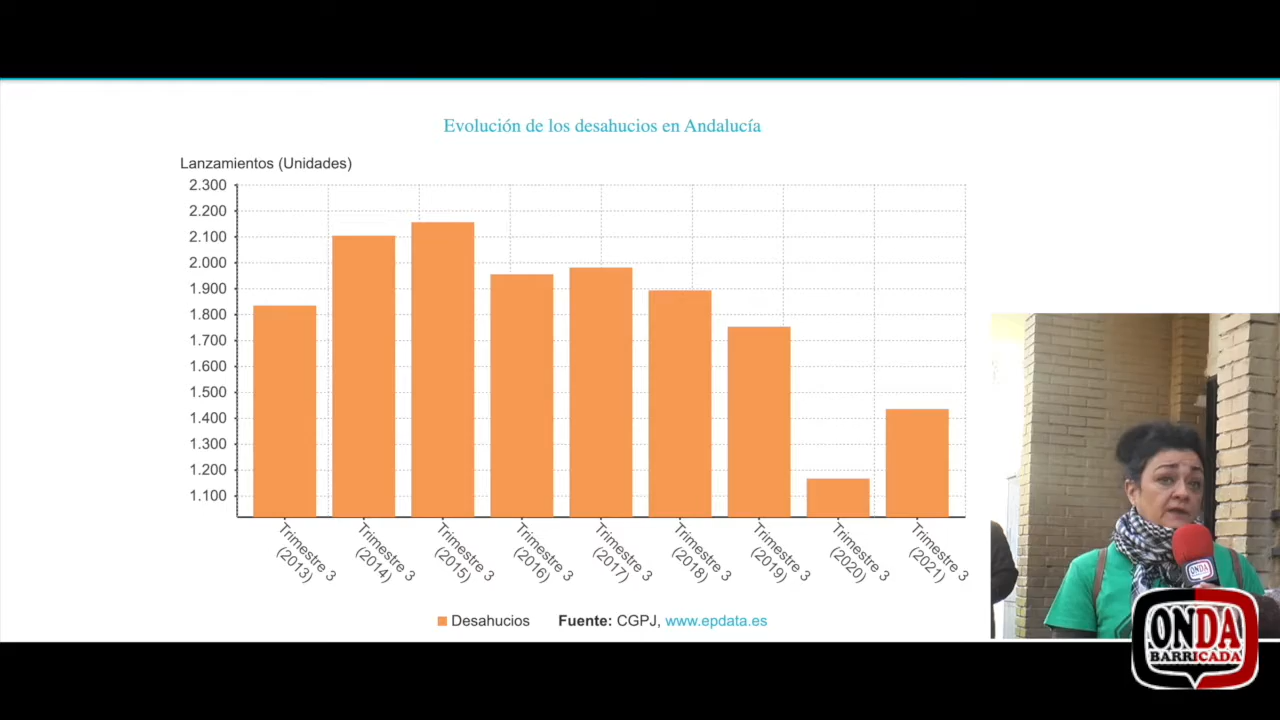 Evolución de los desahucios en Andalucía
Lanzamientos (Unidades)
2.300
2.200
2.100
2.000
1.900
1.800
1.700
1.600
1.500
1.400
1.300
1.200
1.100
Trimestre 3
(2013)
Trimestre 3
(2014)
Trimestre 3
(2015)
Trimestre 3
(2016)
Trimestre 3
(2017)
Trimestre 3
(2018)
Trimestre 3
(2019)
Trimestre 3
(2020)
Trimestre 3
(2021)
Desahucios Fuente: CGPJ, www.epdata.es
ONDA
ONDA
BARRICADA